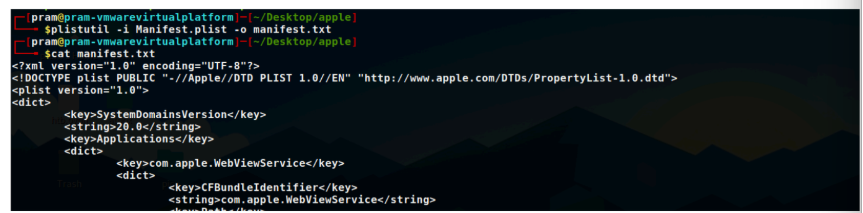 [pram@pram-vmwarevirtualplatform]-[~/Desktop/apple]
$plistutil -i Manifest.plist -o manifest.txt
[pram@pram-vmwarevirtualplatform]-[~/Desktop/apple]
$cat manifest.txt
<?xml version="1.0" encoding="UTF-8"?>
<!DOCTYPE plist PUBLIC "-//Apple//DTD PLIST 1.0//EN" "http://www.apple.com/DTDs/PropertyList-1.0.dtd">
<plist version="1.0">
<dict>
<key>SystemDomainsVersion</key>
<string>20.0</string>
<key>Applications</key>
<dict>
<key>com.apple.WebViewService</key>
<dict>
<key>CFBundleIdentifier</key>
<string>com.apple.WebViewService</string>
<key>Path</key>